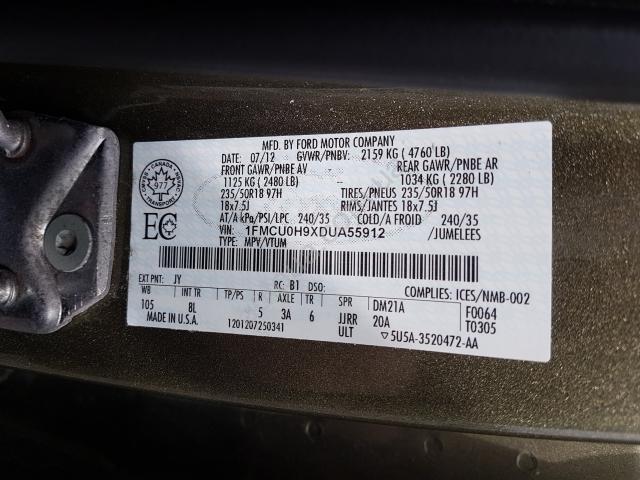 MFD. BY FORD MOTOR COMPANY
DATE: 07/12 GVWR/PNBV: 2159 KG ( 4760 LB)
FRONT GAWR/PNBE AV REAR GAWR/PNBE AR
1125 KG ( 2480 LB) 1034 KG ( 2280 LB)
235/50R18 97H TIRES/PNEUS 235/50R18 97H
18x7.5J RIMS/JANTES 18x7.5J
AT/A kPa/PSI/LPC 240/35 COLD/A FROID 240/35
VIN: 1FMCU0H9XDUA55912 /JUMELEES
TYPE: MPV/VTUM
CANADA
977
EC
EXT PNT: JY RC: B1 DSO: COMPLIES: ICES/NMB-002
WB INT TR TP/PS R AXLE TR SPR DM21A F0064
105 8L 5 3A 6 JJRR 20A T0305
MADE IN U.S.A. 1201207250341 ULT ▽5U5A-3520472-AA